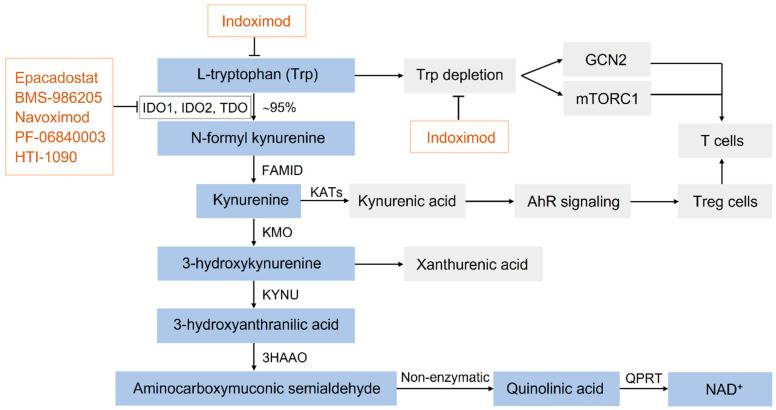 Indoximod
L-tryptophan (Trp)
Trp depletion
GCN2
mTORC1
T cells
Epacadostat
BMS-986205
Navoximod
PF-06840003
HTI-1090
IDO1, IDO2, TDO
~95%
Indoximod
N-formyl kynurenine
FAMID
Kynurenine
KATs
Kynurenic acid
AhR signaling
Treg cells
KMO
3-hydroxykynurenine
Xanthurenic acid
KYNU
3-hydroxyanthranilic acid
3HAAO
Aminocarboxymuconic semialdehyde
Non-enzymatic
Quinolinic acid
QPRT
NAD⁺